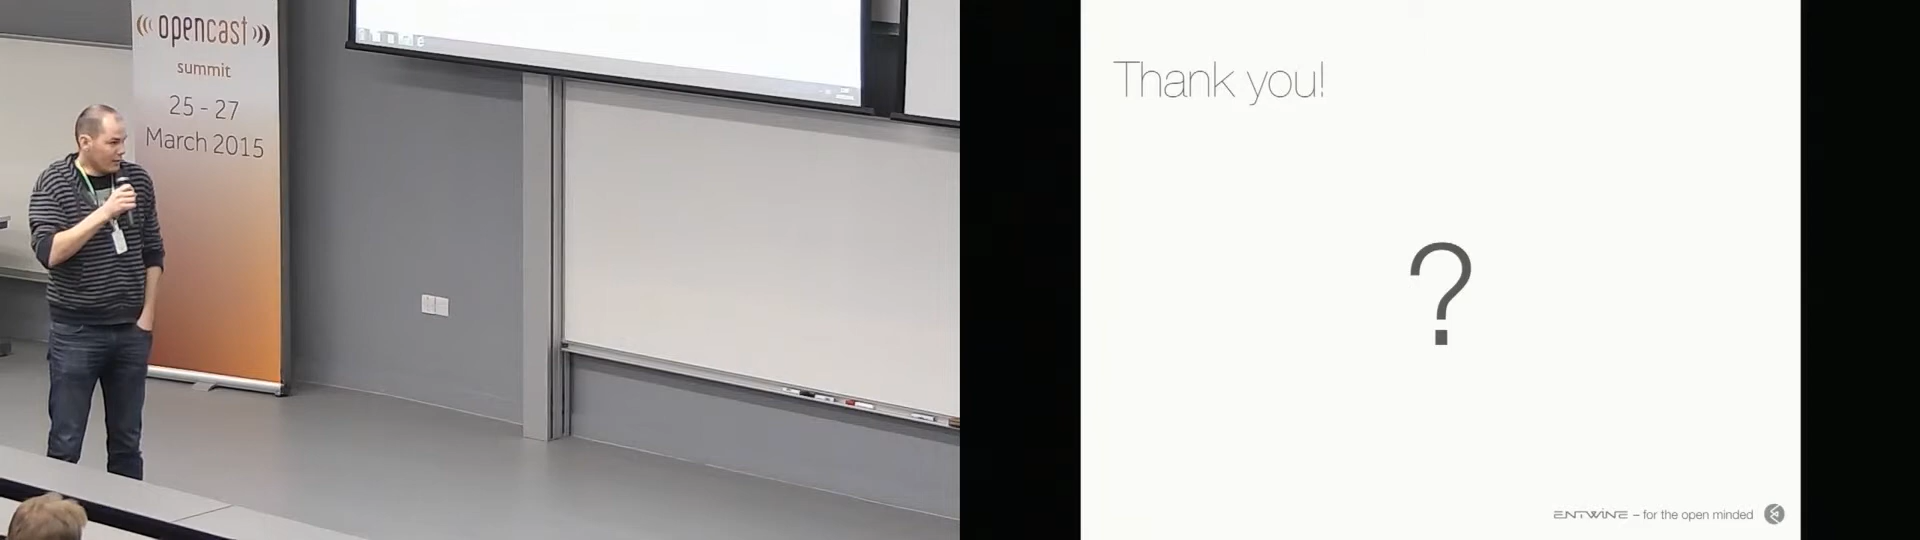 opencast
summit
25 - 27
March 2015
Thank you!
?
ENTWINE – for the open minded